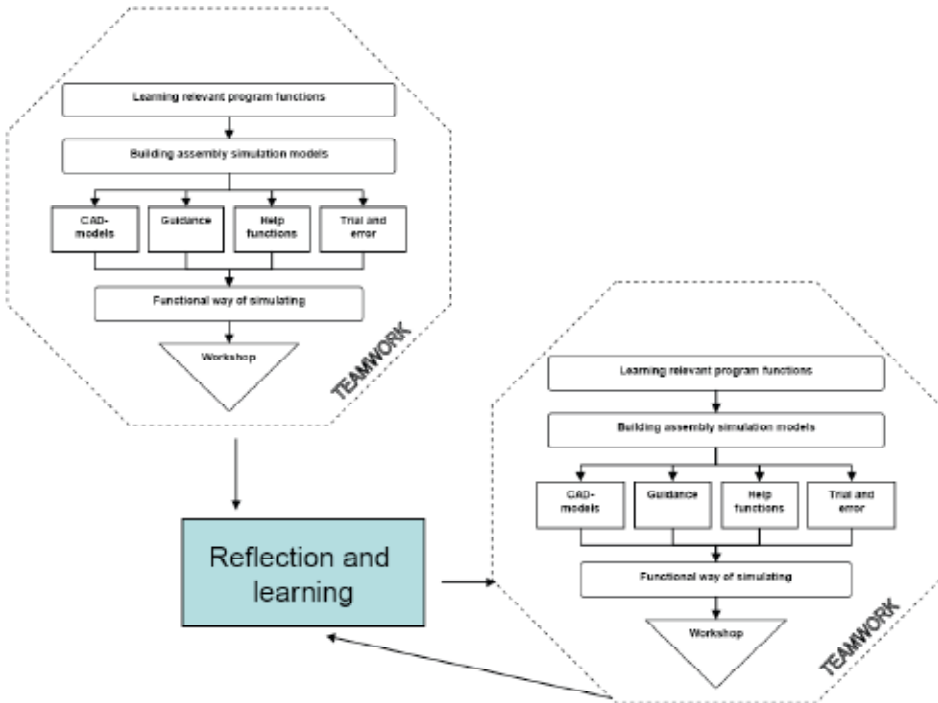 Learning relevant program functions
Building assembly simulation models
CAD-
models
Guidance
Help
functions
Trial and
error
Functional way of simulating
Workshop
TEAMWORK
Reflection and
learning
Learning relevant program functions
Building assembly simulation models
CAD-
models
Guidance
Help
functions
Trial and
error
Functional way of simulating
Workshop
TEAMWORK